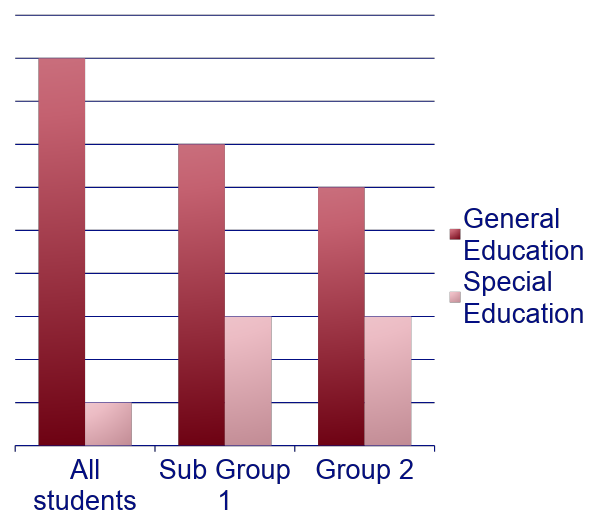 General
Education
Special
Education
All
students
Sub Group
1
Group 2